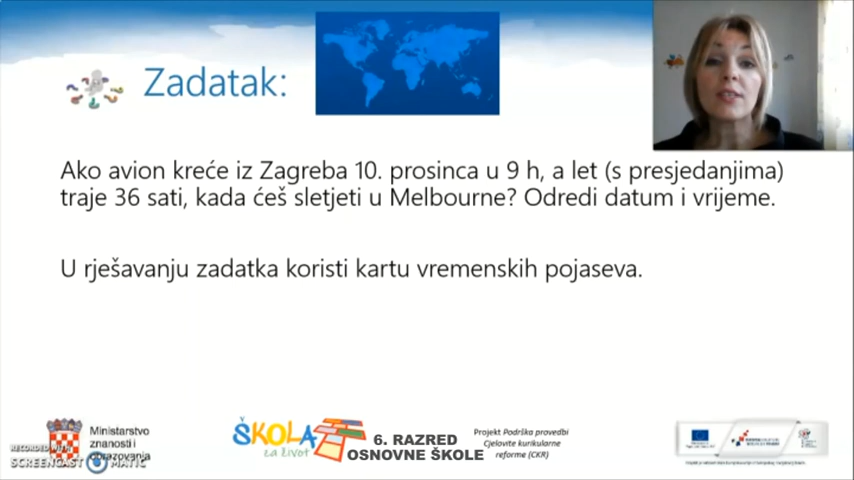 Zadatak:
Ako avion kreće iz Zagreba 10. prosinca u 9 h, a let (s presjedanjima)
traje 36 sati, kada ćeš sletjeti u Melbourne? Odredi datum i vrijeme.
U rješavanju zadatka koristi kartu vremenskih pojaseva.
Ministarstvo
znanosti i
obrazovanja
RECORDED WITH
SCREENCAST MATIC
ŠKOLA
za život
6. RAZRED
OSNOVNE ŠKOLE
Projekt Podrška provedbi
Cjelovite kurikularne
reforme (CKR)